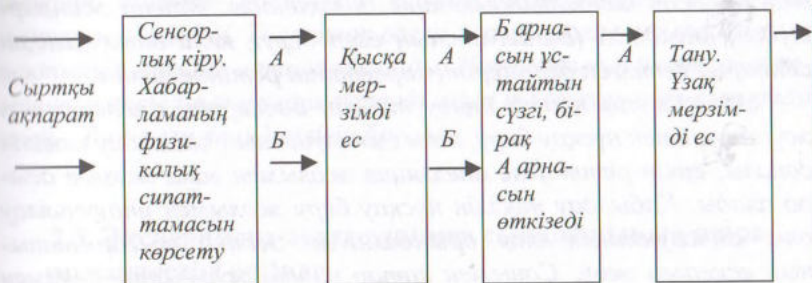 Сыртқы
ақпарат
Сенсор-
лық кіру.
Хабар-
ламаның
физи-
калық
сипат-
тамасын
көрсету
А
Б
Қысқа
мер-
зімді
ес
А
Б
Б арна-
сын ұс-
тайтын
сүзгі, бі-
рақ
А арна-
сын
өткізеді
А
Тану.
Ұзақ
мерзім-
ді ес